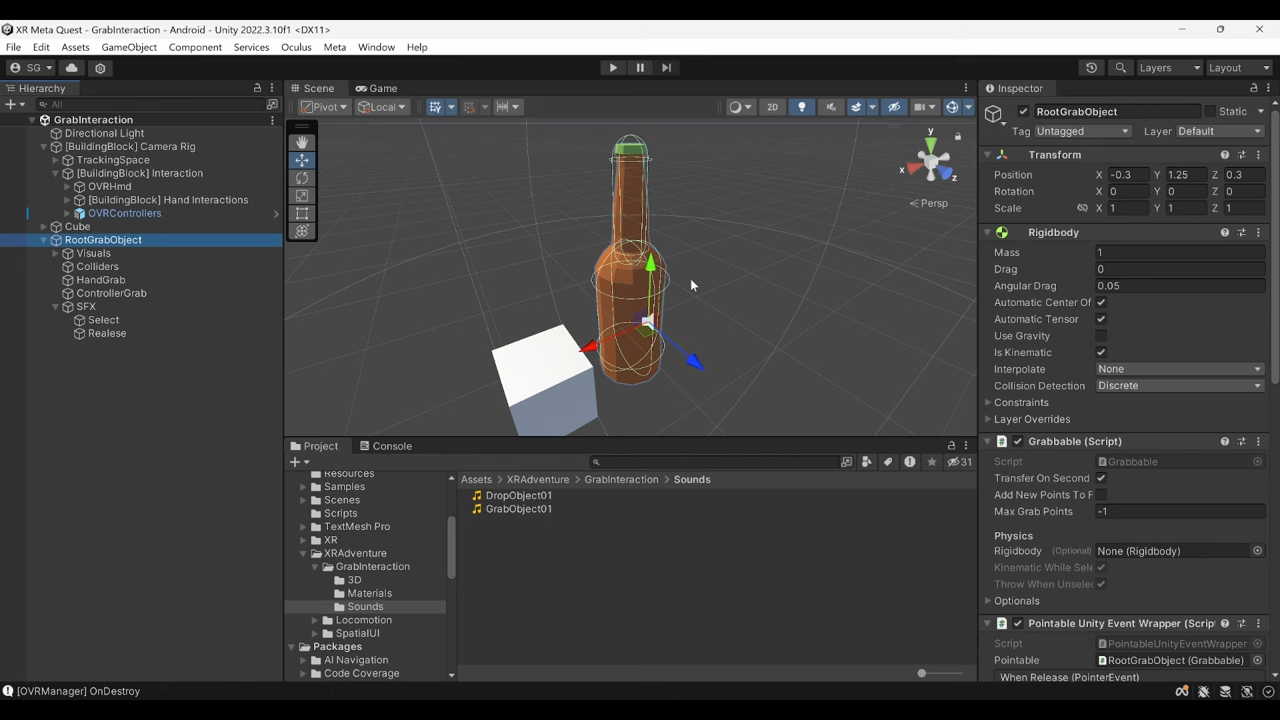 XR Meta Quest - GrabInteraction - Android - Unity 2022.3.10f1 <DX11>
File Edit Assets GameObject Component Services Oculus Meta Window Help
SG Layers Layout
Hierarchy
All
GrabInteraction
Directional Light
[BuildingBlock] Camera Rig
TrackingSpace
[BuildingBlock] Interaction
OVRHmd
[BuildingBlock] Hand Interactions
OVRControllers
Cube
RootGrabObject
Visuals
Colliders
HandGrab
ControllerGrab
SFX
Select
Realese
Scene Game
Pivot Local 2D
y
x
z
Persp
Project Console
31
Resources
Samples
Scenes
Scripts
TextMesh Pro
XR
XRAdventure
GrabInteraction
3D
Materials
Sounds
Locomotion
SpatialUI
Packages
AI Navigation
Code Coverage
Assets > XRAdventure > GrabInteraction > Sounds
DropObject01
GrabObject01
Inspector
RootGrabObject Static
Tag Untagged Layer Default
Transform
Position X -0.3 Y 1.25 Z 0.3
Rotation X 0 Y 0 Z 0
Scale X 1 Y 1 Z 1
Rigidbody
Mass 1
Drag 0
Angular Drag 0.05
Automatic Center Of
Automatic Tensor
Use Gravity
Is Kinematic
Interpolate None
Collision Detection Discrete
Constraints
Layer Overrides
Grabbable (Script)
Script Grabbable
Transfer On Second
Add New Points To F
Max Grab Points -1
Physics
Rigidbody (Optional) None (Rigidbody)
Kinematic While Sele
Throw When Unselec
Optionals
Pointable Unity Event Wrapper (Script
Script PointableUnityEventWrapper
Pointable RootGrabObject (Grabbable)
When Release (PointerEvent)
[OVRManager] OnDestroy